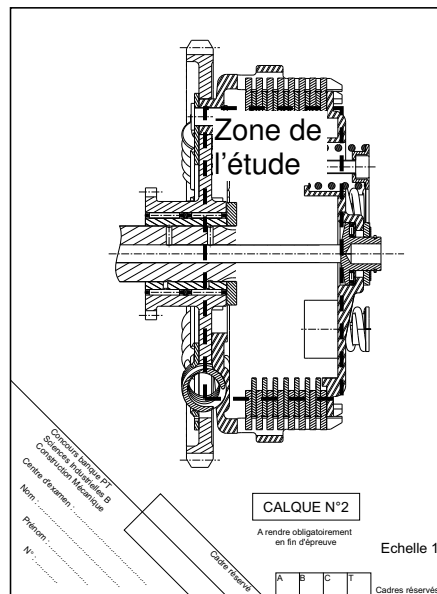 Zone de
l'étude
Concours banque PT
Sciences Industrielles B
Construction Mécanique
Centre d'examen : ..............
Nom : ..............
Prénom : ..............
N° : ..............
Cadre réservé
CALQUE N°2
A rendre obligatoirement
en fin d'épreuve
Echelle 1
A B C T
Cadres réservés